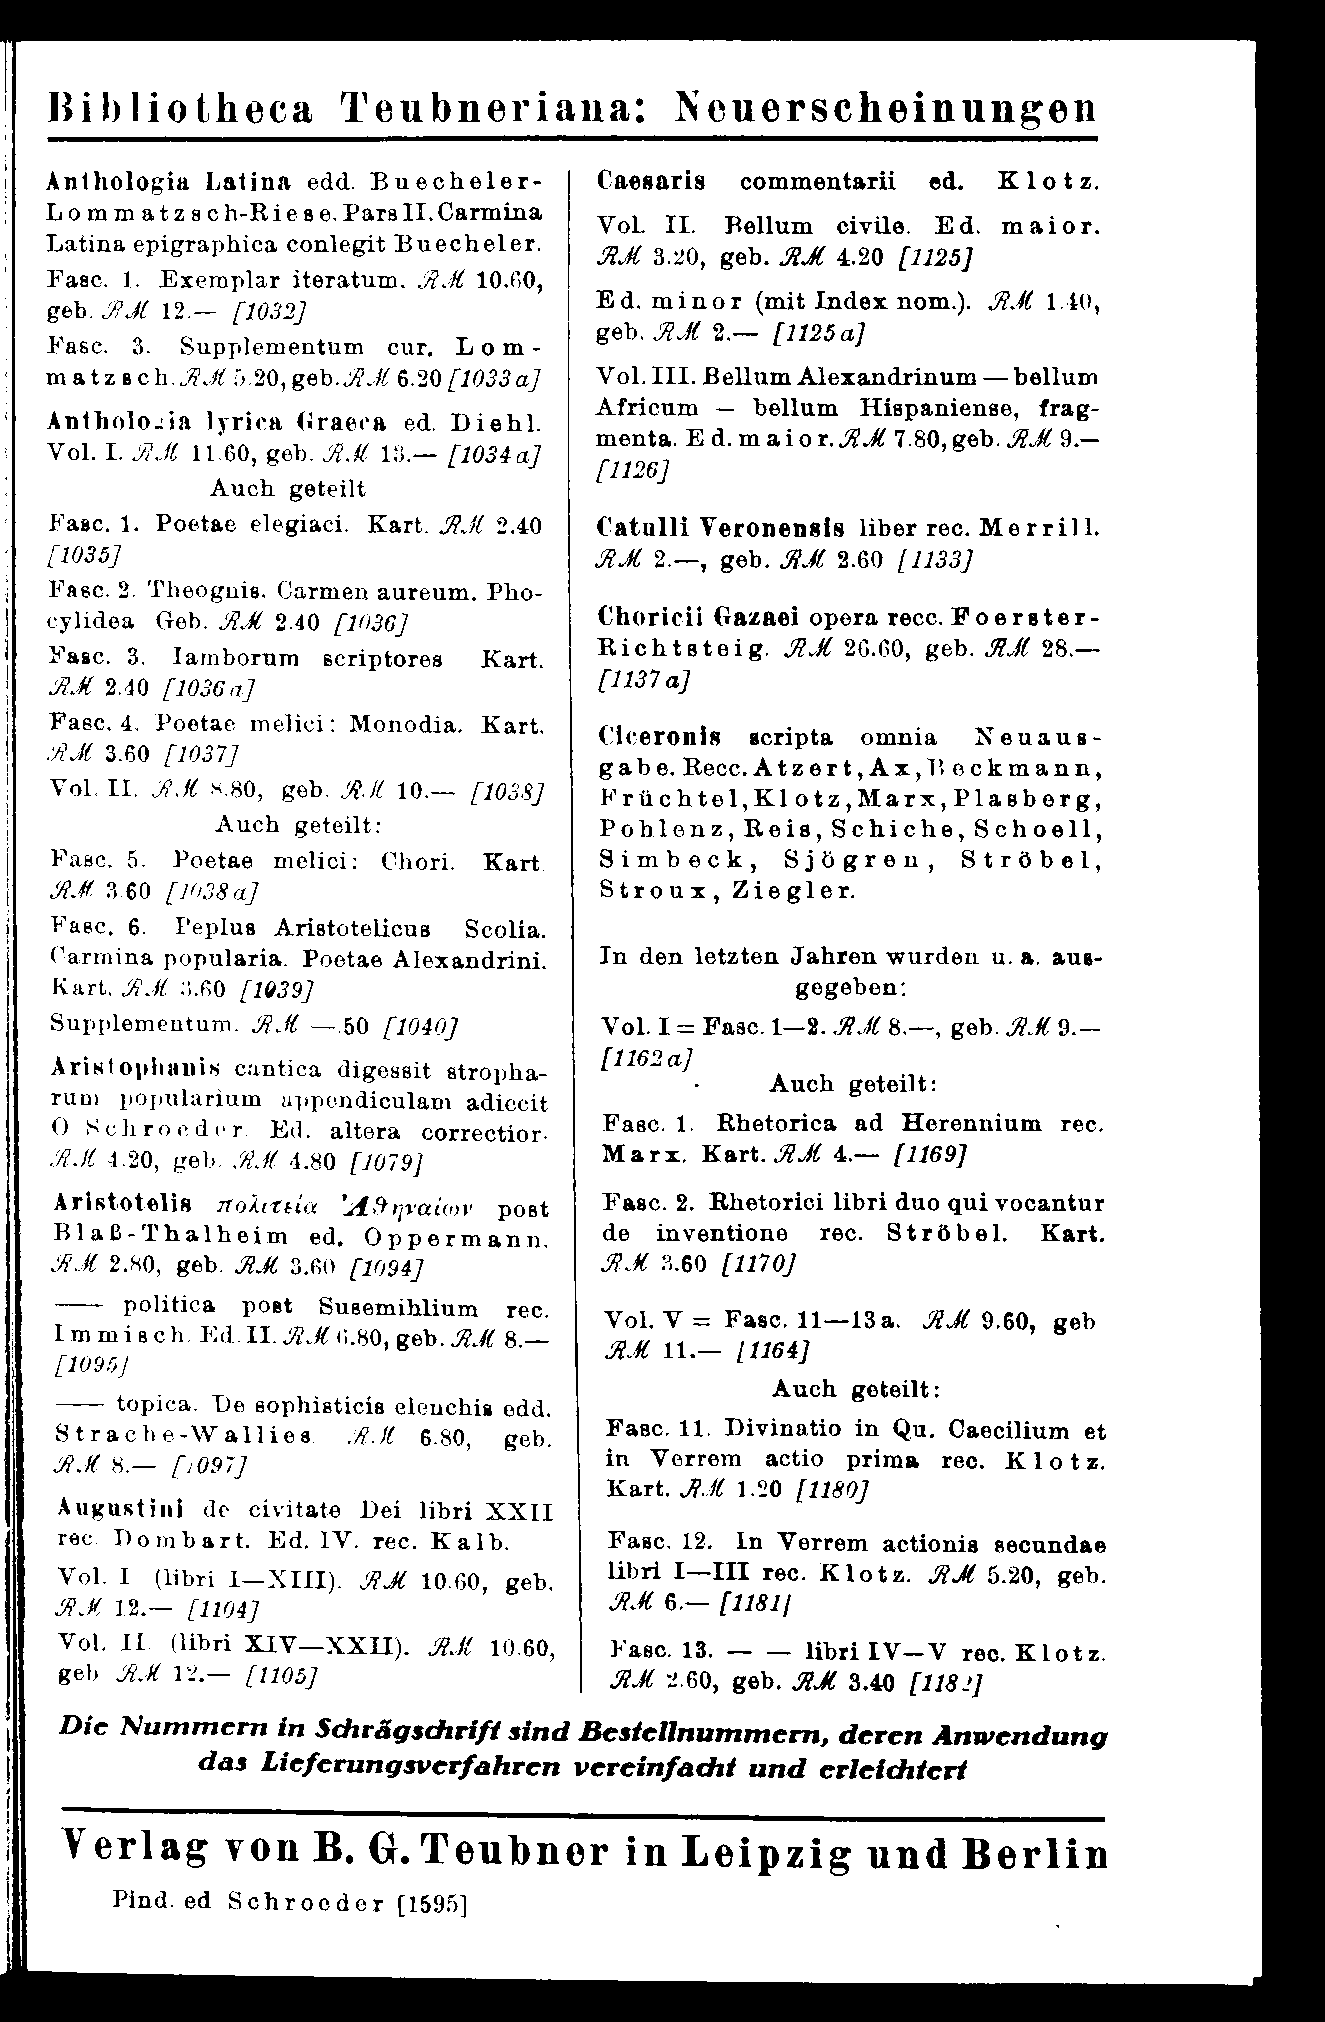 Bibliotheca Teubneriana: Neuerscheinungen
Anthologia Latina edd. Buecheler-
Lommatzsch-Riese. Pars II. Carmina
Latina epigraphica conlegit Buecheler.
Fasc. 1. Exemplar iteratum. RM 10.60,
geb. RM 12.— [1032]
Fasc. 3. Supplementum cur. Lom-
matzsch. RM 5.20, geb. RM 6.20 [1033a]
Anthologia lyrica Graeca ed. Diehl.
Vol. I. RM 11.60, geb. RM 13.— [1034a]
Auch geteilt
Fasc. 1. Poetae elegiaci. Kart. RM 2.40
[1035]
Fasc. 2. Theognis. Carmen aureum. Pho-
cylidea Geb. RM 2.40 [1036]
Fasc. 3. Iamborum scriptores Kart.
RM 2.40 [1036a]
Fasc. 4. Poetae melici: Monodia. Kart.
RM 3.60 [1037]
Vol. II. RM 8.80, geb. RM 10.— [1038]
Auch geteilt:
Fasc. 5. Poetae melici: Chori. Kart.
RM 3.60 [1038a]
Fasc. 6. Peplus Aristotelicus Scolia.
Carmina popularia. Poetae Alexandrini.
Kart. RM 3.60 [1039]
Supplementum. RM —.50 [1040]
Aristophanis cantica digessit stropha-
rum popularium appendiculam adiecit
O Schroeder. Ed. altera correctior.
RM 4.20, geb. RM 4.80 [1079]
Aristotelis πολιτεία Ἀθηναίων post
Blaß-Thalheim ed. Oppermann.
RM 2.80, geb. RM 3.60 [1094]
—— politica post Susemihlium rec.
Immisch. Ed. II. RM 6.80, geb. RM 8.—
[1095]
—— topica. De sophisticis elenchis edd.
Strache-Wallies RM 6.80, geb.
RM 8.— [1097]
Augustini de civitate Dei libri XXII
rec. Dombart. Ed. IV. rec. Kalb.
Vol. I (libri I—XIII). RM 10.60, geb.
RM 12.— [1104]
Vol. II (libri XIV—XXII). RM 10.60,
geb RM 12.— [1105]
Caesaris commentarii ed. Klotz.
Vol. II. Bellum civile. Ed. maior.
RM 3.20, geb. RM 4.20 [1125]
Ed. minor (mit Index nom.). RM 1.40,
geb. RM 2.— [1125a]
Vol. III. Bellum Alexandrinum — bellum
Africum — bellum Hispaniense, frag-
menta. Ed. maior. RM 7.80, geb. RM 9.—
[1126]
Catulli Veronensis liber rec. Merrill.
RM 2.—, geb. RM 2.60 [1133]
Choricii Gazaei opera recc. Foerster-
Richtsteig. RM 26.60, geb. RM 28.—
[1137a]
Ciceronis scripta omnia Neuaus-
gabe. Recc. Atzert, Ax, Beckmann,
Früchtel, Klotz, Marx, Plasberg,
Pohlenz, Reis, Schiche, Schoell,
Simbeck, Sjögren, Ströbel,
Stroux, Ziegler.
In den letzten Jahren wurden u. a. aus-
gegeben:
Vol. I = Fasc. 1—2. RM 8.—, geb. RM 9.—
[1162a]
Auch geteilt:
Fasc. 1. Rhetorica ad Herennium rec.
Marx. Kart. RM 4.— [1169]
Fasc. 2. Rhetorici libri duo qui vocantur
de inventione rec. Ströbel. Kart.
RM 3.60 [1170]
Vol. V = Fasc. 11—13a. RM 9.60, geb
RM 11.— [1164]
Auch geteilt:
Fasc. 11. Divinatio in Qu. Caecilium et
in Verrem actio prima rec. Klotz.
Kart. RM 1.20 [1180]
Fasc. 12. In Verrem actionis secundae
libri I—III rec. Klotz. RM 5.20, geb.
RM 6.— [1181]
Fasc. 13. — — libri IV—V rec. Klotz.
RM 2.60, geb. RM 3.40 [1182]
Die Nummern in Schrägschrift sind Bestellnummern, deren Anwendung
das Lieferungsverfahren vereinfacht und erleichtert
Verlag von B. G. Teubner in Leipzig und Berlin
Pind. ed Schroeder [1595]